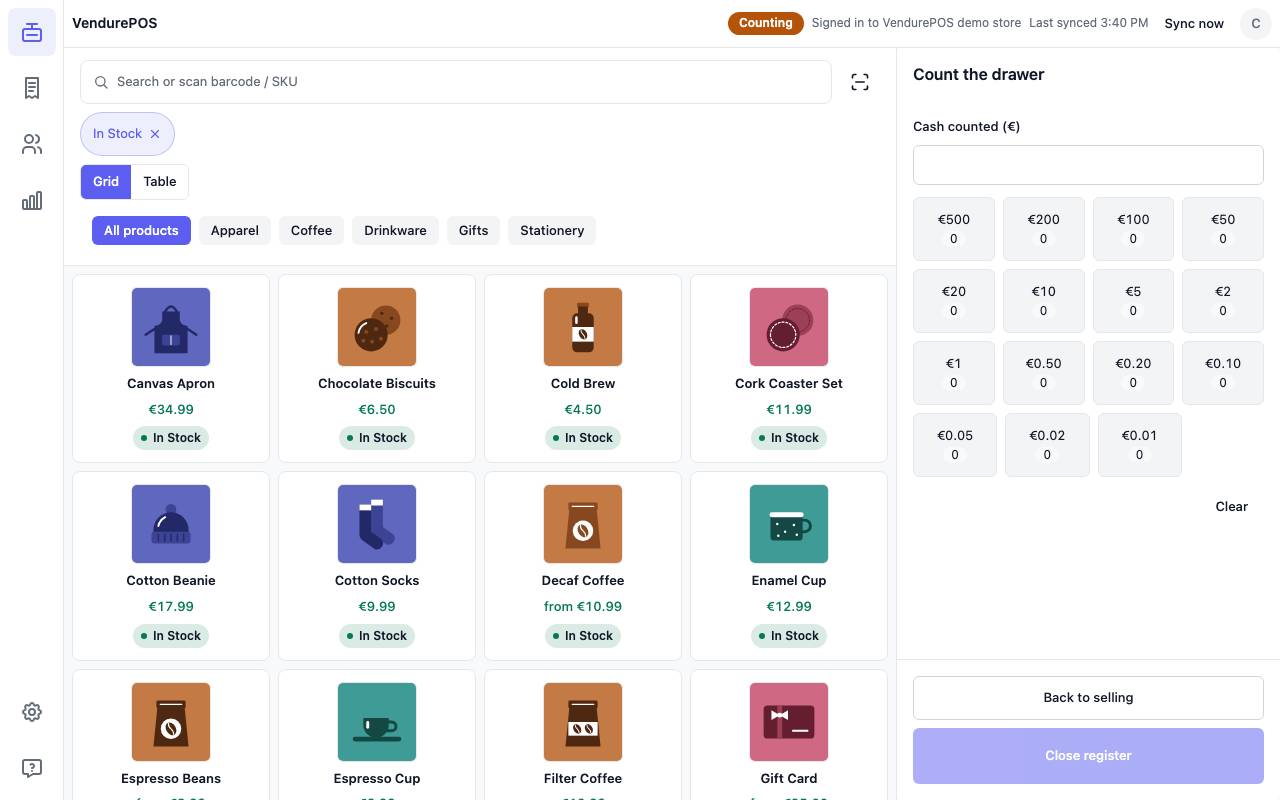 VendurePOS
Counting
Signed in to VendurePOS demo store
Last synced 3:40 PM
Sync now
C
Search or scan barcode / SKU
In Stock
Grid
Table
All products
Apparel
Coffee
Drinkware
Gifts
Stationery
Canvas Apron
€34.99
In Stock
Chocolate Biscuits
€6.50
In Stock
Cold Brew
€4.50
In Stock
Cork Coaster Set
€11.99
In Stock
Cotton Beanie
€17.99
In Stock
Cotton Socks
€9.99
In Stock
Decaf Coffee
from €10.99
In Stock
Enamel Cup
€12.99
In Stock
Espresso Beans
Espresso Cup
Filter Coffee
Gift Card
Count the drawer
Cash counted (€)
€500
0
€200
0
€100
0
€50
0
€20
0
€10
0
€5
0
€2
0
€1
0
€0.50
0
€0.20
0
€0.10
0
€0.05
0
€0.02
0
€0.01
0
Clear
Back to selling
Close register